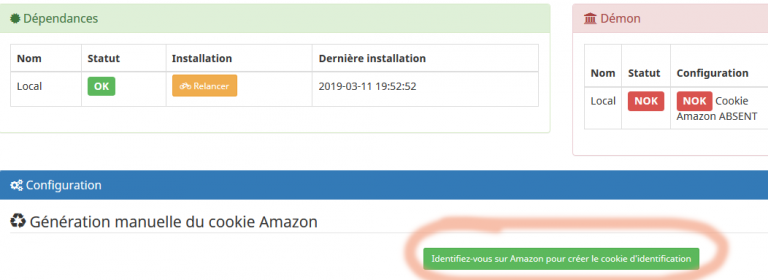 Dépendances
Nom Statut Installation Dernière installation
Local OK Relancer 2019-03-11 19:52:52
Démon
Nom Statut Configuration
Local NOK NOK Cookie
Amazon ABSENT
Configuration
Génération manuelle du cookie Amazon
Identifiez-vous sur Amazon pour créer le cookie d'identification